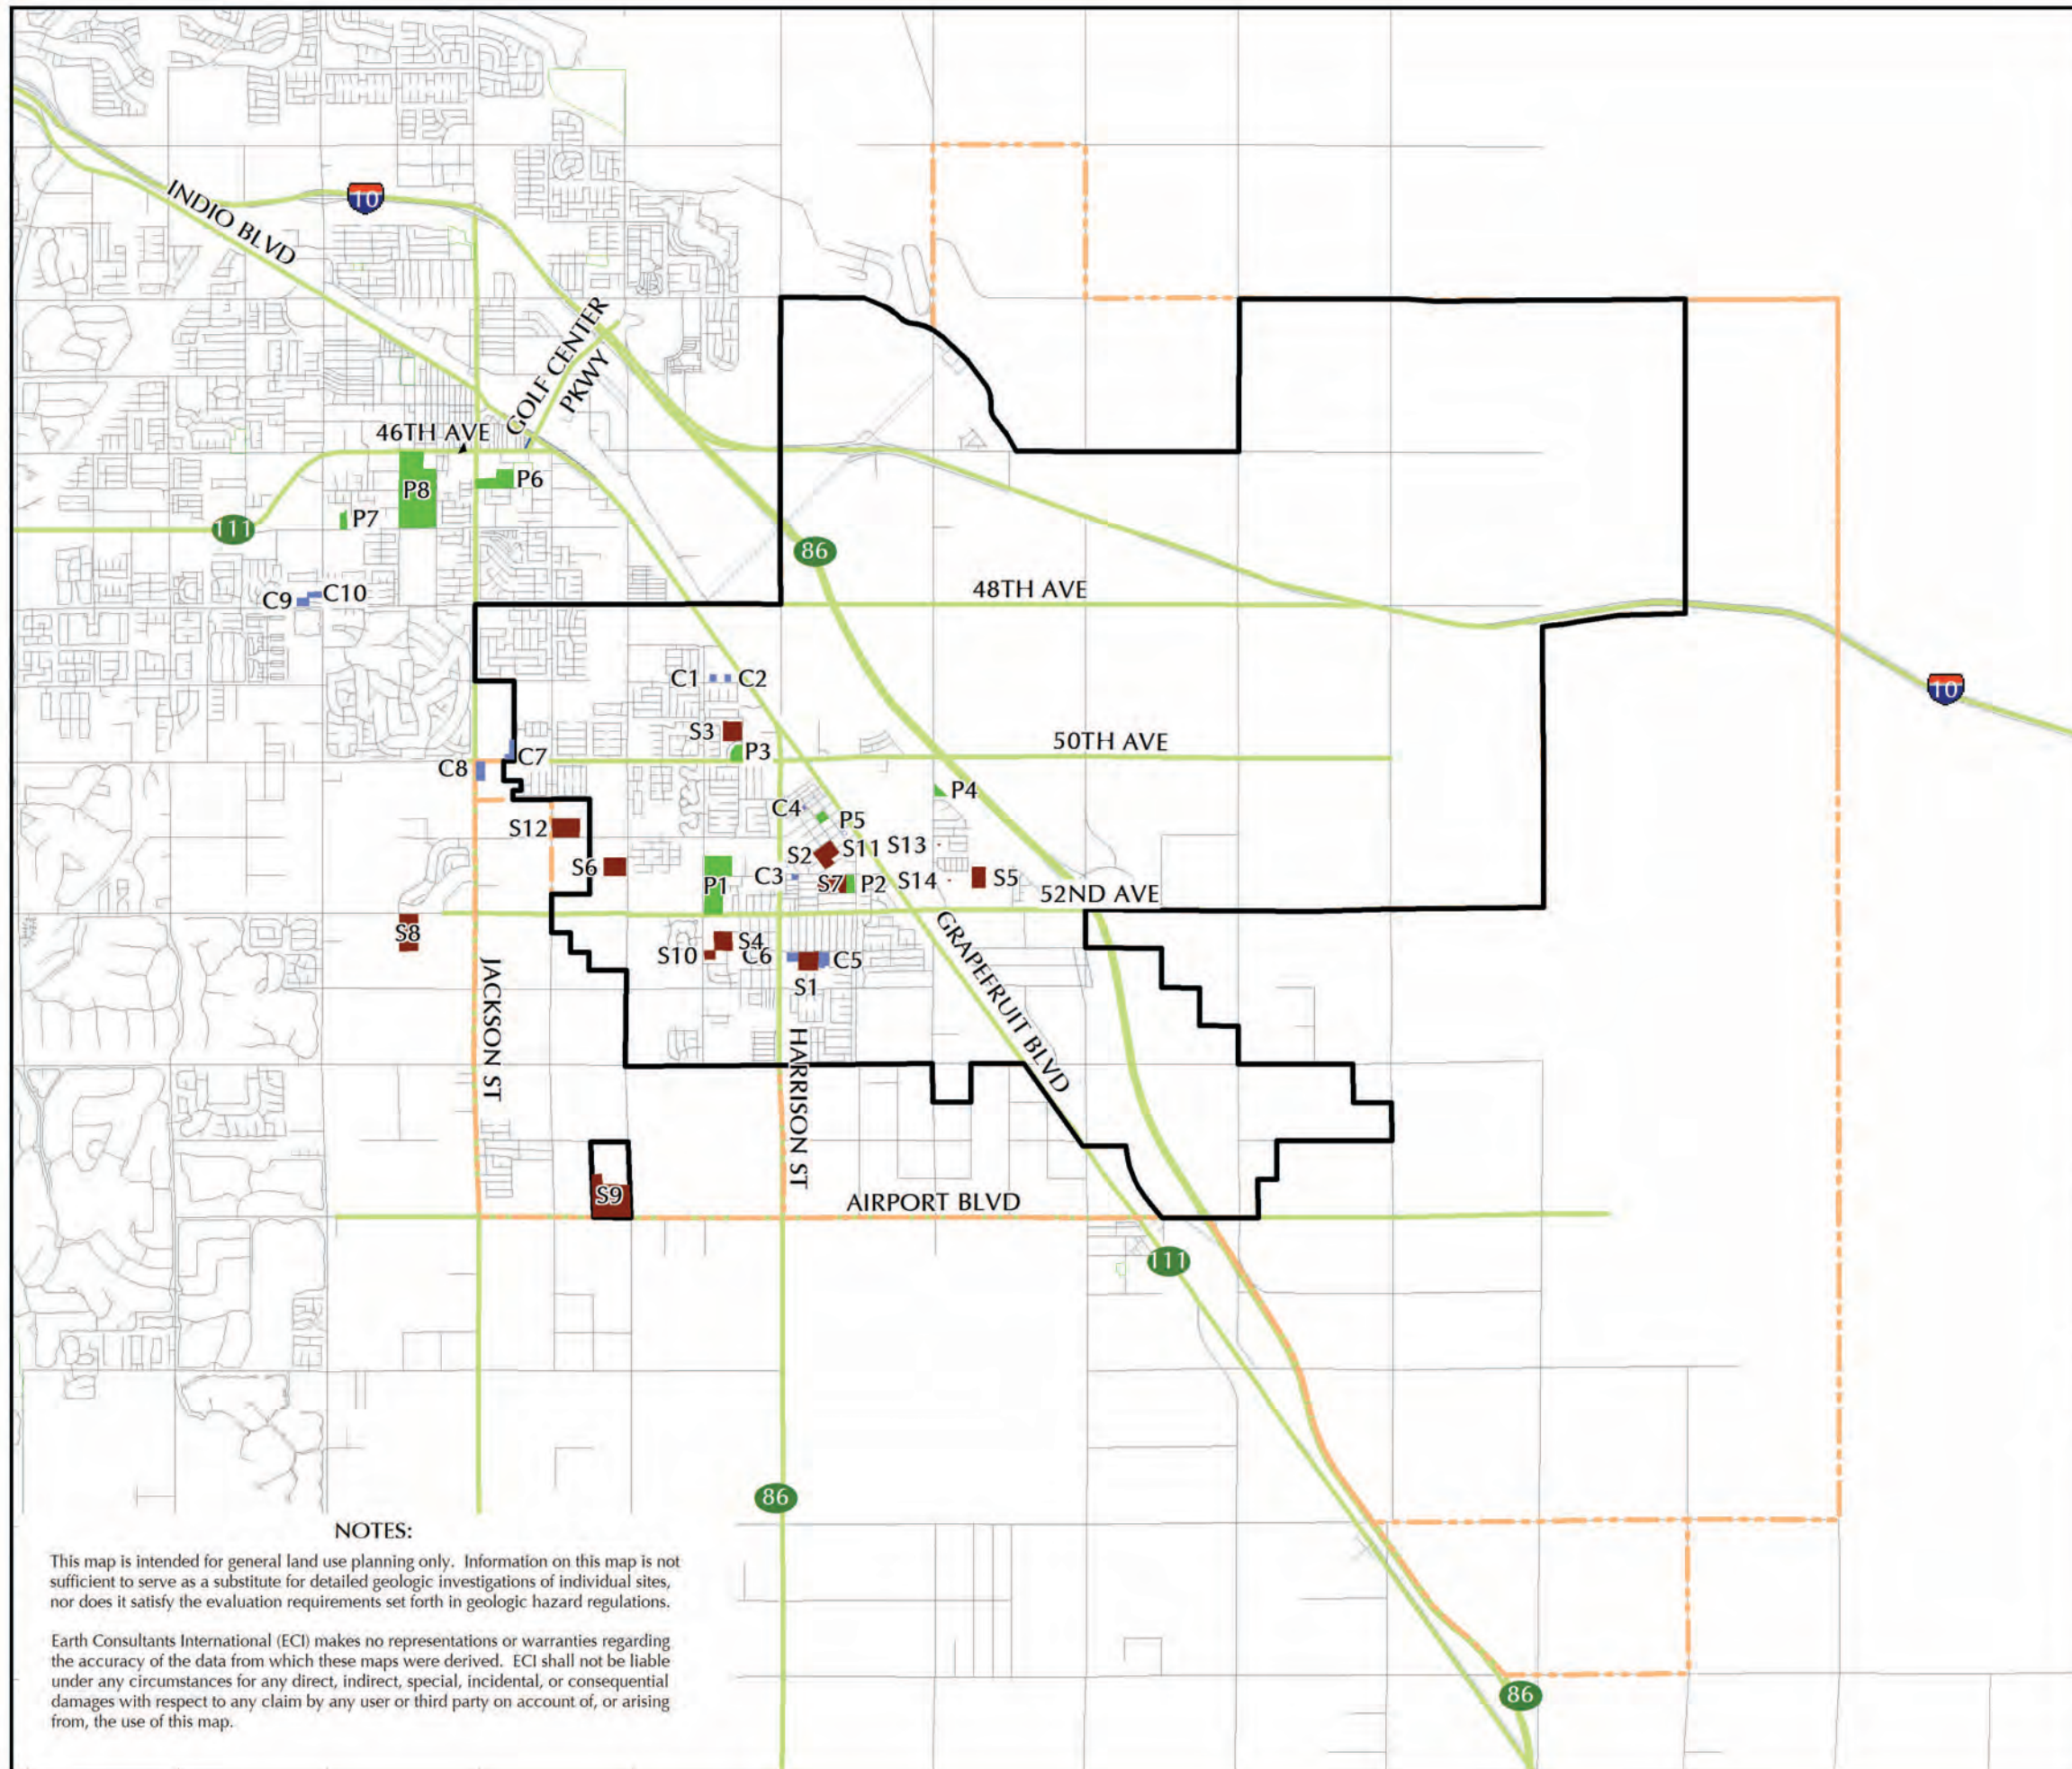 10
INDIO BLVD
GOLF CENTER
PKWY
46TH AVE
P8
P6
P7
111
86
C9
C10
48TH AVE
C1
C2
10
S3
P3
50TH AVE
C7
C8
P4
C4
P5
S12
S2
S11
S13
S6
P1
C3
S7
P2
S14
S5
52ND AVE
S8
S10
S4
C6
C5
S1
JACKSON ST
GRAPEFRUIT BLVD
HARRISON ST
S9
AIRPORT BLVD
111
86
NOTES:
This map is intended for general land use planning only. Information on this map is not
sufficient to serve as a substitute for detailed geologic investigations of individual sites,
nor does it satisfy the evaluation requirements set forth in geologic hazard regulations.
Earth Consultants International (ECI) makes no representations or warranties regarding
the accuracy of the data from which these maps were derived. ECI shall not be liable
under any circumstances for any direct, indirect, special, incidental, or consequential
damages with respect to any claim by any user or third party on account of, or arising
from, the use of this map.
86